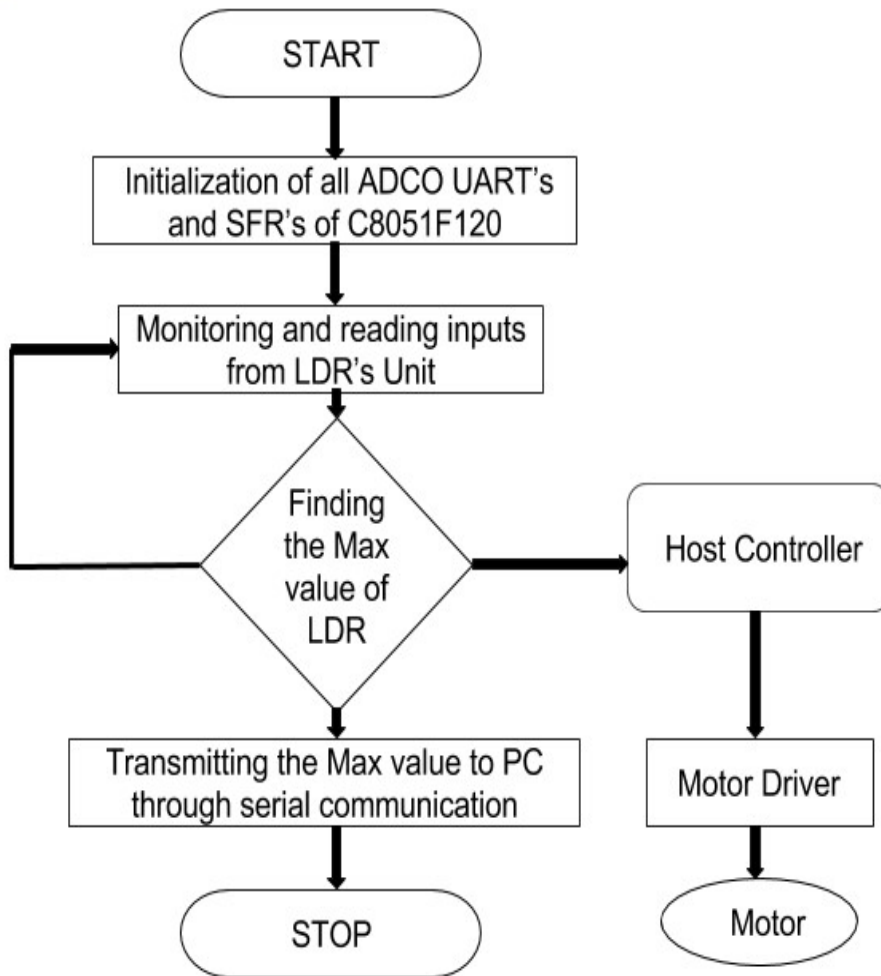 START
Initialization of all ADCO UART's
and SFR's of C8051F120
Monitoring and reading inputs
from LDR's Unit
Finding
the Max
value of
LDR
Host Controller
Transmitting the Max value to PC
through serial communication
Motor Driver
STOP
Motor